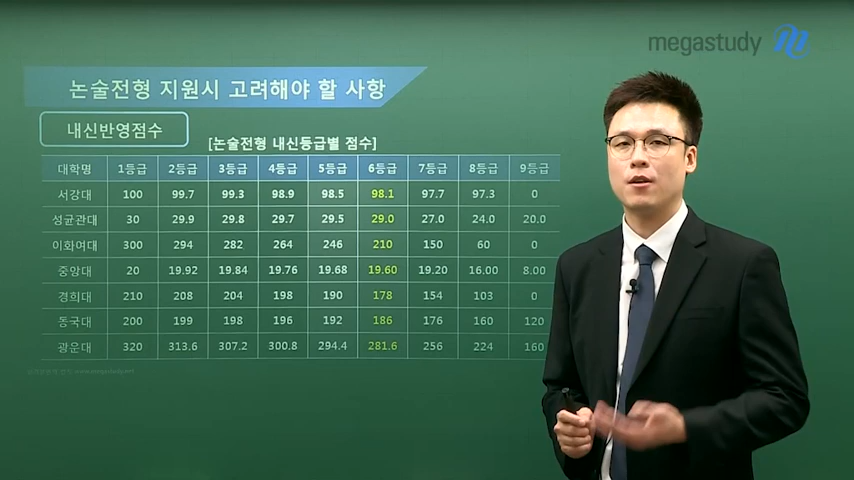 megastudy
논술전형 지원시 고려해야 할 사항
내신반영점수
[논술전형 내신등급별 점수]
대학명 1등급 2등급 3등급 4등급 5등급 6등급 7등급 8등급 9등급
서강대 100 99.7 99.3 98.9 98.5 98.1 97.7 97.3 0
성균관대 30 29.9 29.8 29.7 29.5 29.0 27.0 24.0 20.0
이화여대 300 294 282 264 246 210 150 60 0
중앙대 20 19.92 19.84 19.76 19.68 19.60 19.20 16.00 8.00
경희대 210 208 204 198 190 178 154 103 0
동국대 200 199 198 196 192 186 176 160 120
광운대 320 313.6 307.2 300.8 294.4 281.6 256 224 160